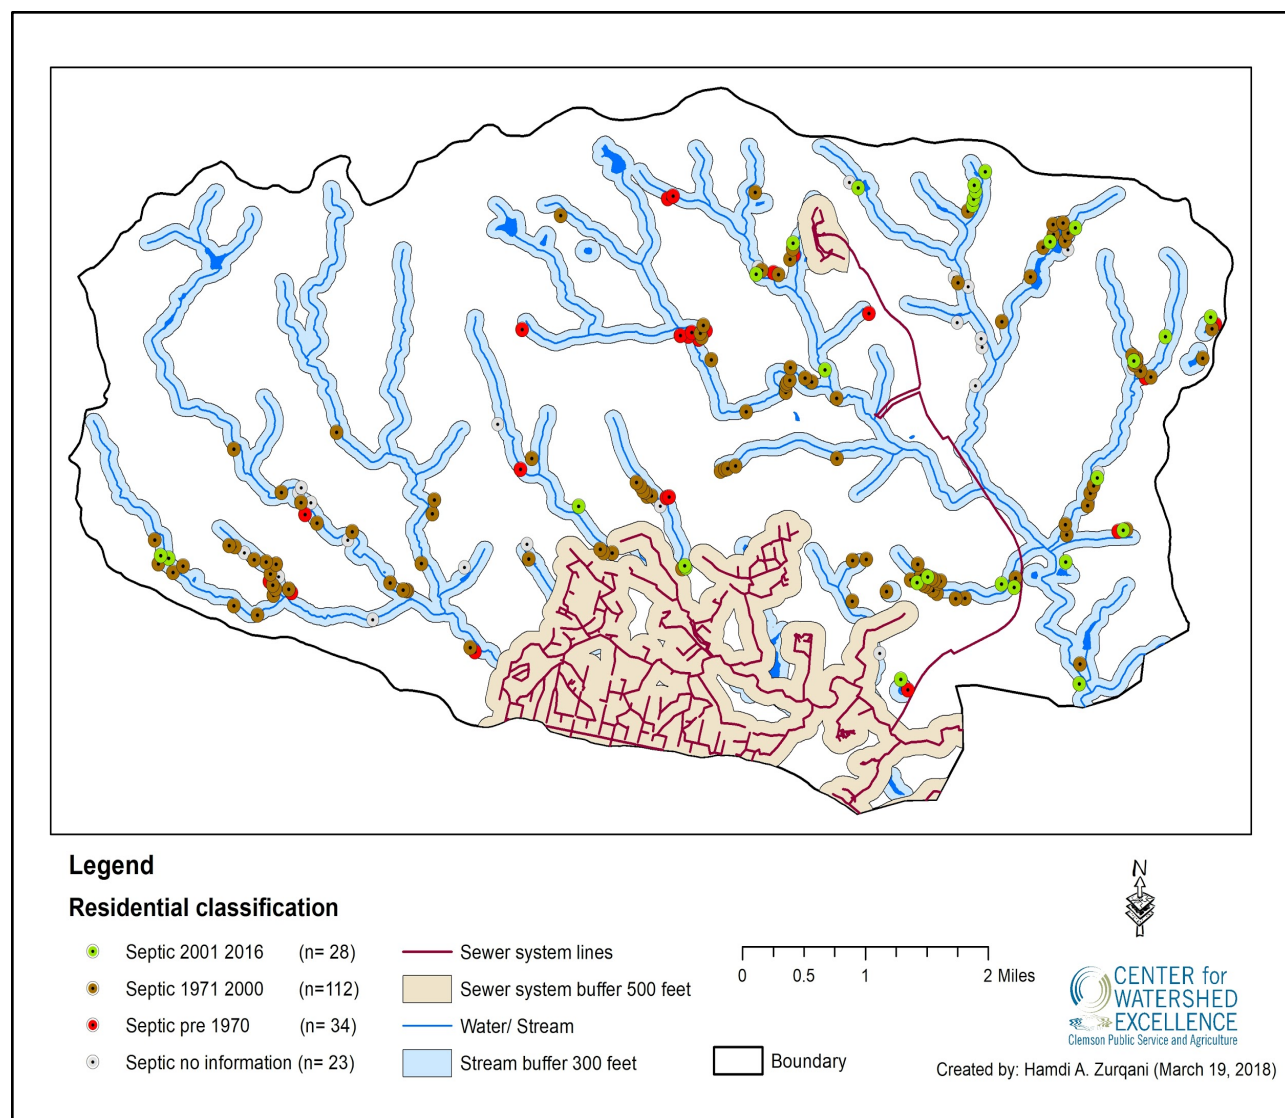 Legend
Residential classification
Septic 2001 2016 (n= 28)
Septic 1971 2000 (n=112)
Septic pre 1970 (n= 34)
Septic no information (n= 23)
Sewer system lines
Sewer system buffer 500 feet
Water/ Stream
Stream buffer 300 feet
0 0.5 1 2 Miles
Boundary
N
CENTER for
WATERSHED
EXCELLENCE
Clemson Public Service and Agriculture
Created by: Hamdi A. Zurqani (March 19, 2018)